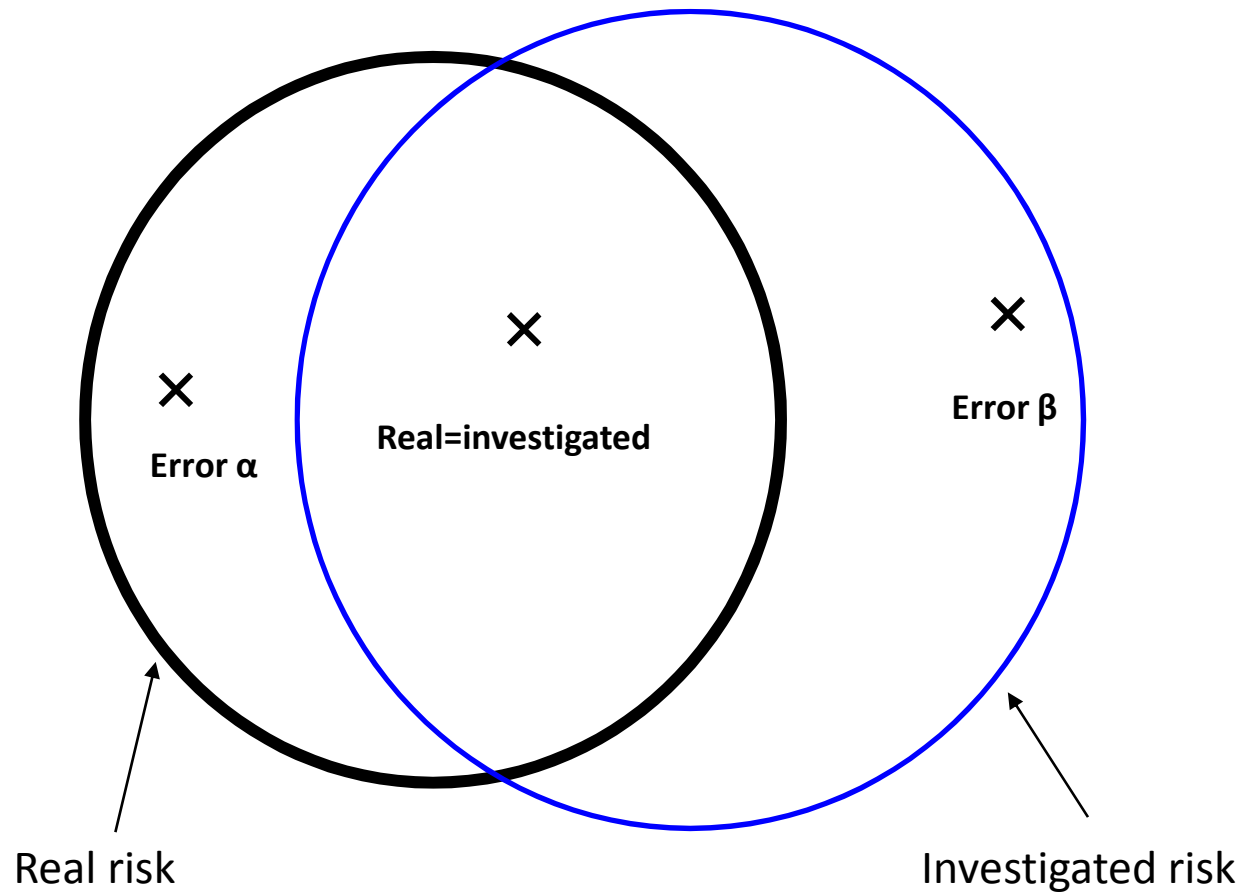 Error α
Real=investigated
Error β
Real risk
Investigated risk